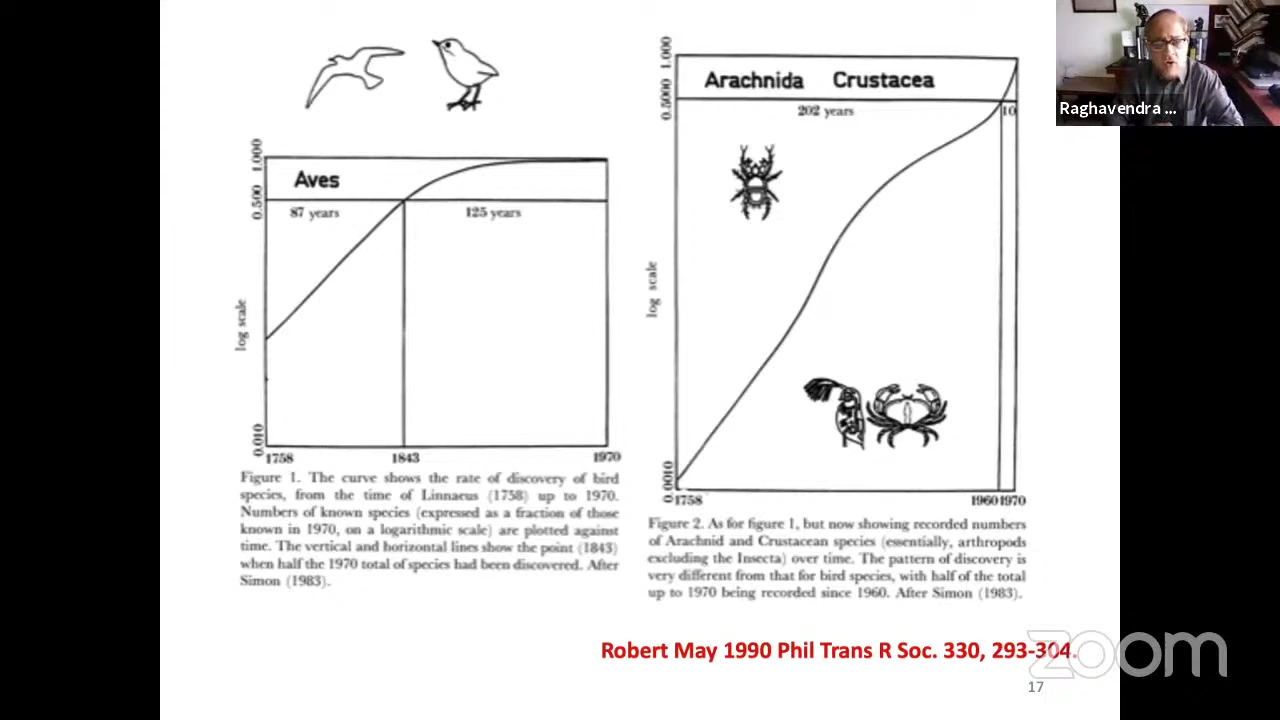 Aves
87 years
125 years
log scale
0.010 0.500 1.000
1758 1843 1970
Figure 1. The curve shows the rate of discovery of bird
species, from the time of Linnaeus (1758) up to 1970.
Numbers of known species (expressed as a fraction of those
known in 1970, on a logarithmic scale) are plotted against
time. The vertical and horizontal lines show the point (1843)
when half the 1970 total of species had been discovered. After
Simon (1983).
Arachnida Crustacea
202 years
10
log scale
0.0010 0.5000 1.000
1758 1960 1970
Figure 2. As for figure 1, but now showing recorded numbers
of Arachnid and Crustacean species (essentially, arthropods
excluding the Insecta) over time. The pattern of discovery is
very different from that for bird species, with half of the total
up to 1970 being recorded since 1960. After Simon (1983).
Robert May 1990 Phil Trans R Soc. 330, 293-304.
17
Raghavendra ...
zoom